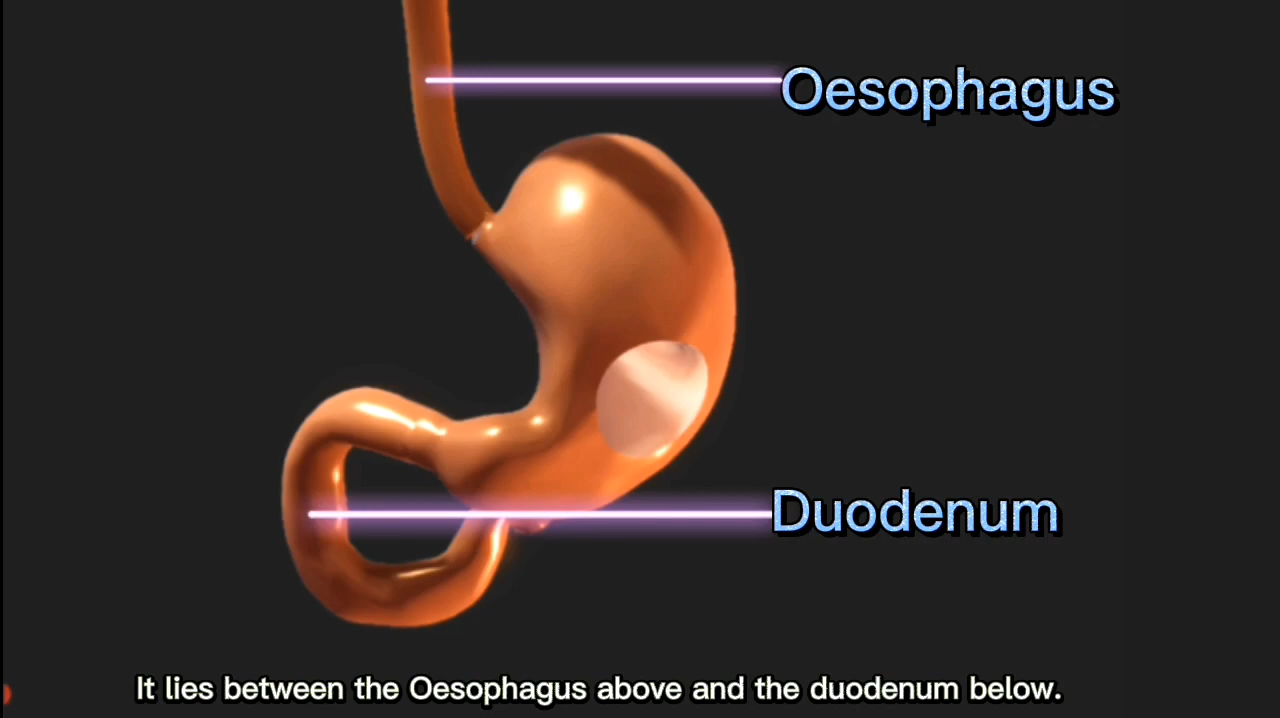 Oesophagus
Duodenum
It lies between the Oesophagus above and the duodenum below.